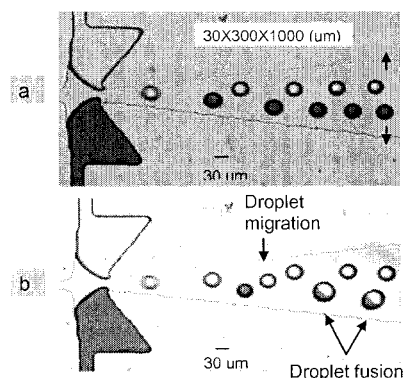 30X300X1000 (um)
a
30 um
Droplet
migration
b
30 um
Droplet fusion